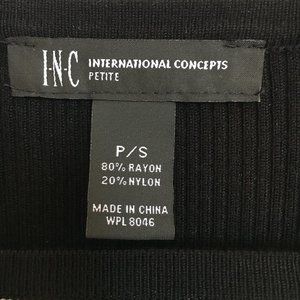 I·N·C INTERNATIONAL CONCEPTS
PETITE
P/S
80% RAYON
20% NYLON
MADE IN CHINA
WPL 8046